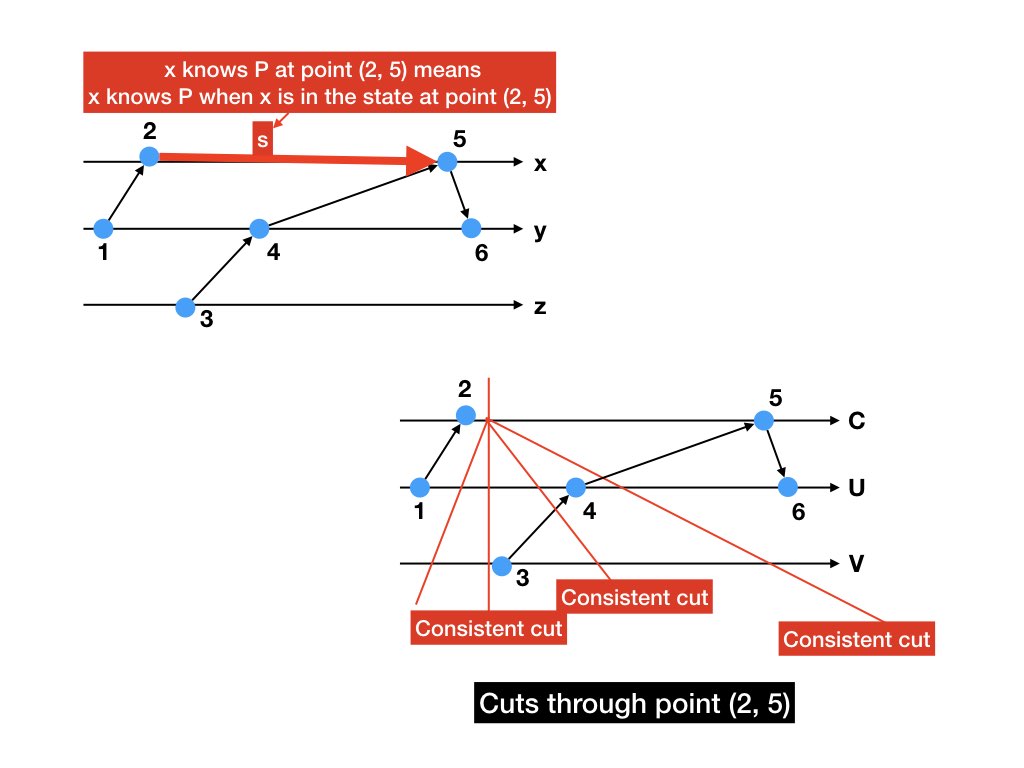 x knows P at point (2, 5) means
x knows P when x is in the state at point (2, 5)
s
2
5
x
1
4
6
y
3
z
2
5
C
1
4
6
U
3
V
Consistent cut
Consistent cut
Consistent cut
Cuts through point (2, 5)